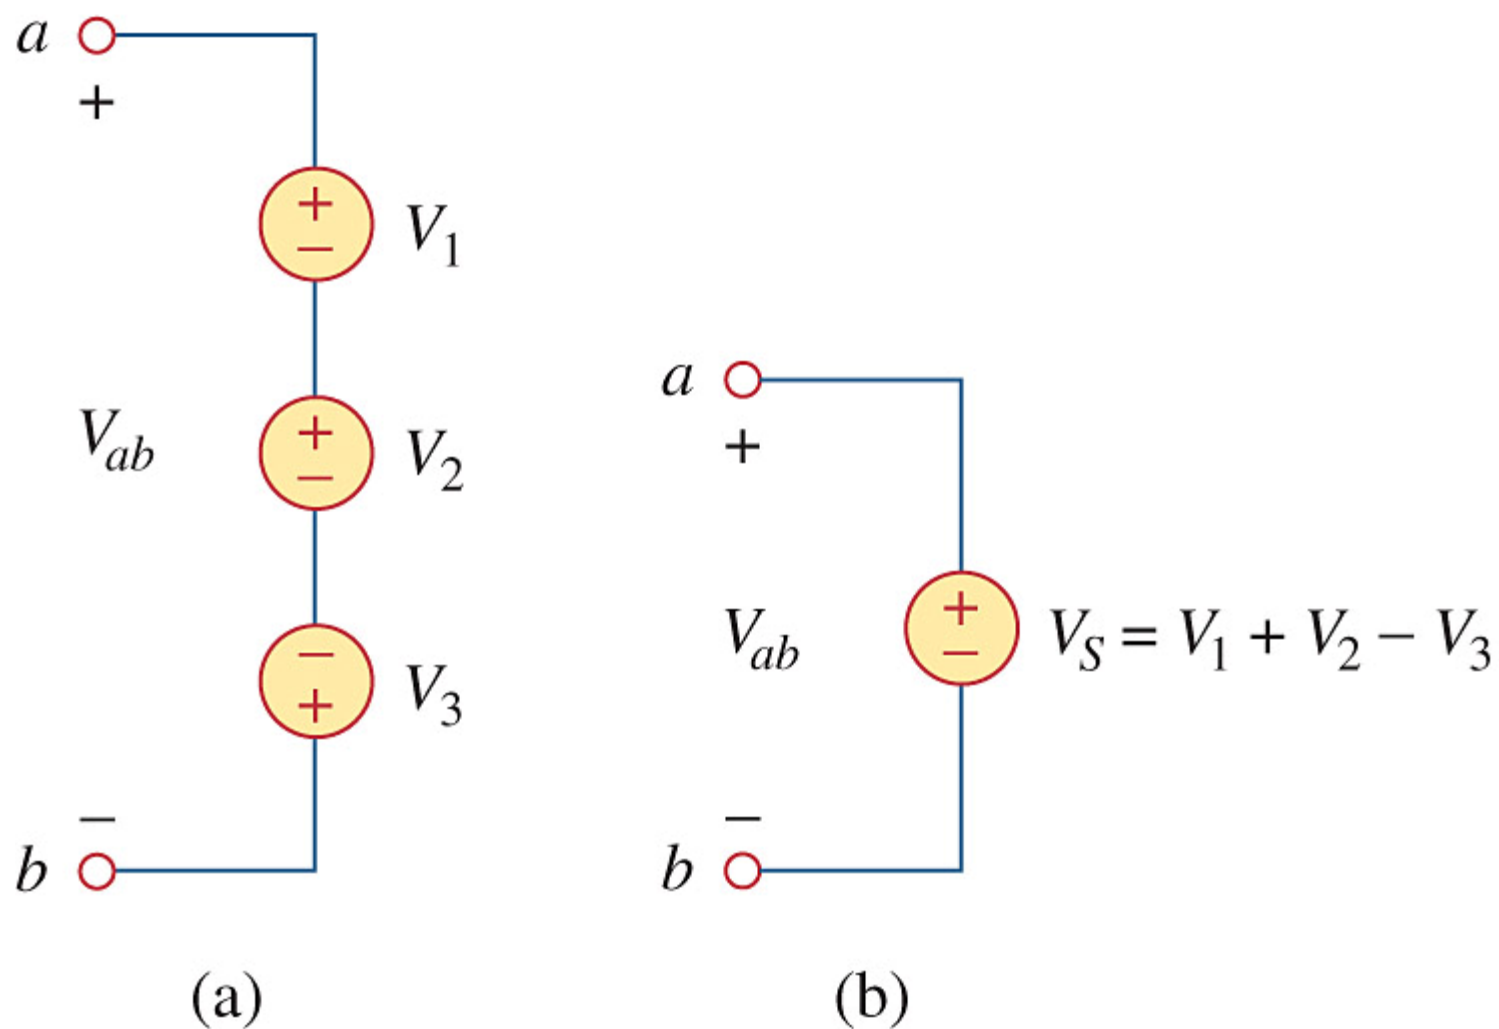 a
+
+
−
V1
Vab
+
−
V2
−
+
V3
−
b
(a)
a
+
Vab
+
−
VS = V1 + V2 − V3
−
b
(b)